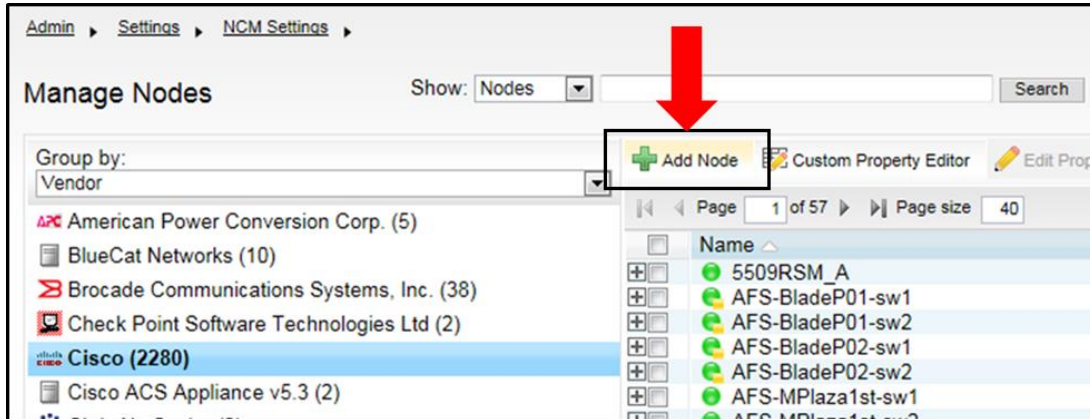 Admin Settings NCM Settings
Manage Nodes Show: Nodes Search
Group by:
Vendor
American Power Conversion Corp. (5)
BlueCat Networks (10)
Brocade Communications Systems, Inc. (38)
Check Point Software Technologies Ltd (2)
Cisco (2280)
Cisco ACS Appliance v5.3 (2)
Add Node Custom Property Editor Edit Prop
Page 1 of 57 Page size 40
Name
5509RSM_A
AFS-BladeP01-sw1
AFS-BladeP01-sw2
AFS-BladeP02-sw1
AFS-BladeP02-sw2
AFS-MPlaza1st-sw1
AFS-MPlaza1st-sw2